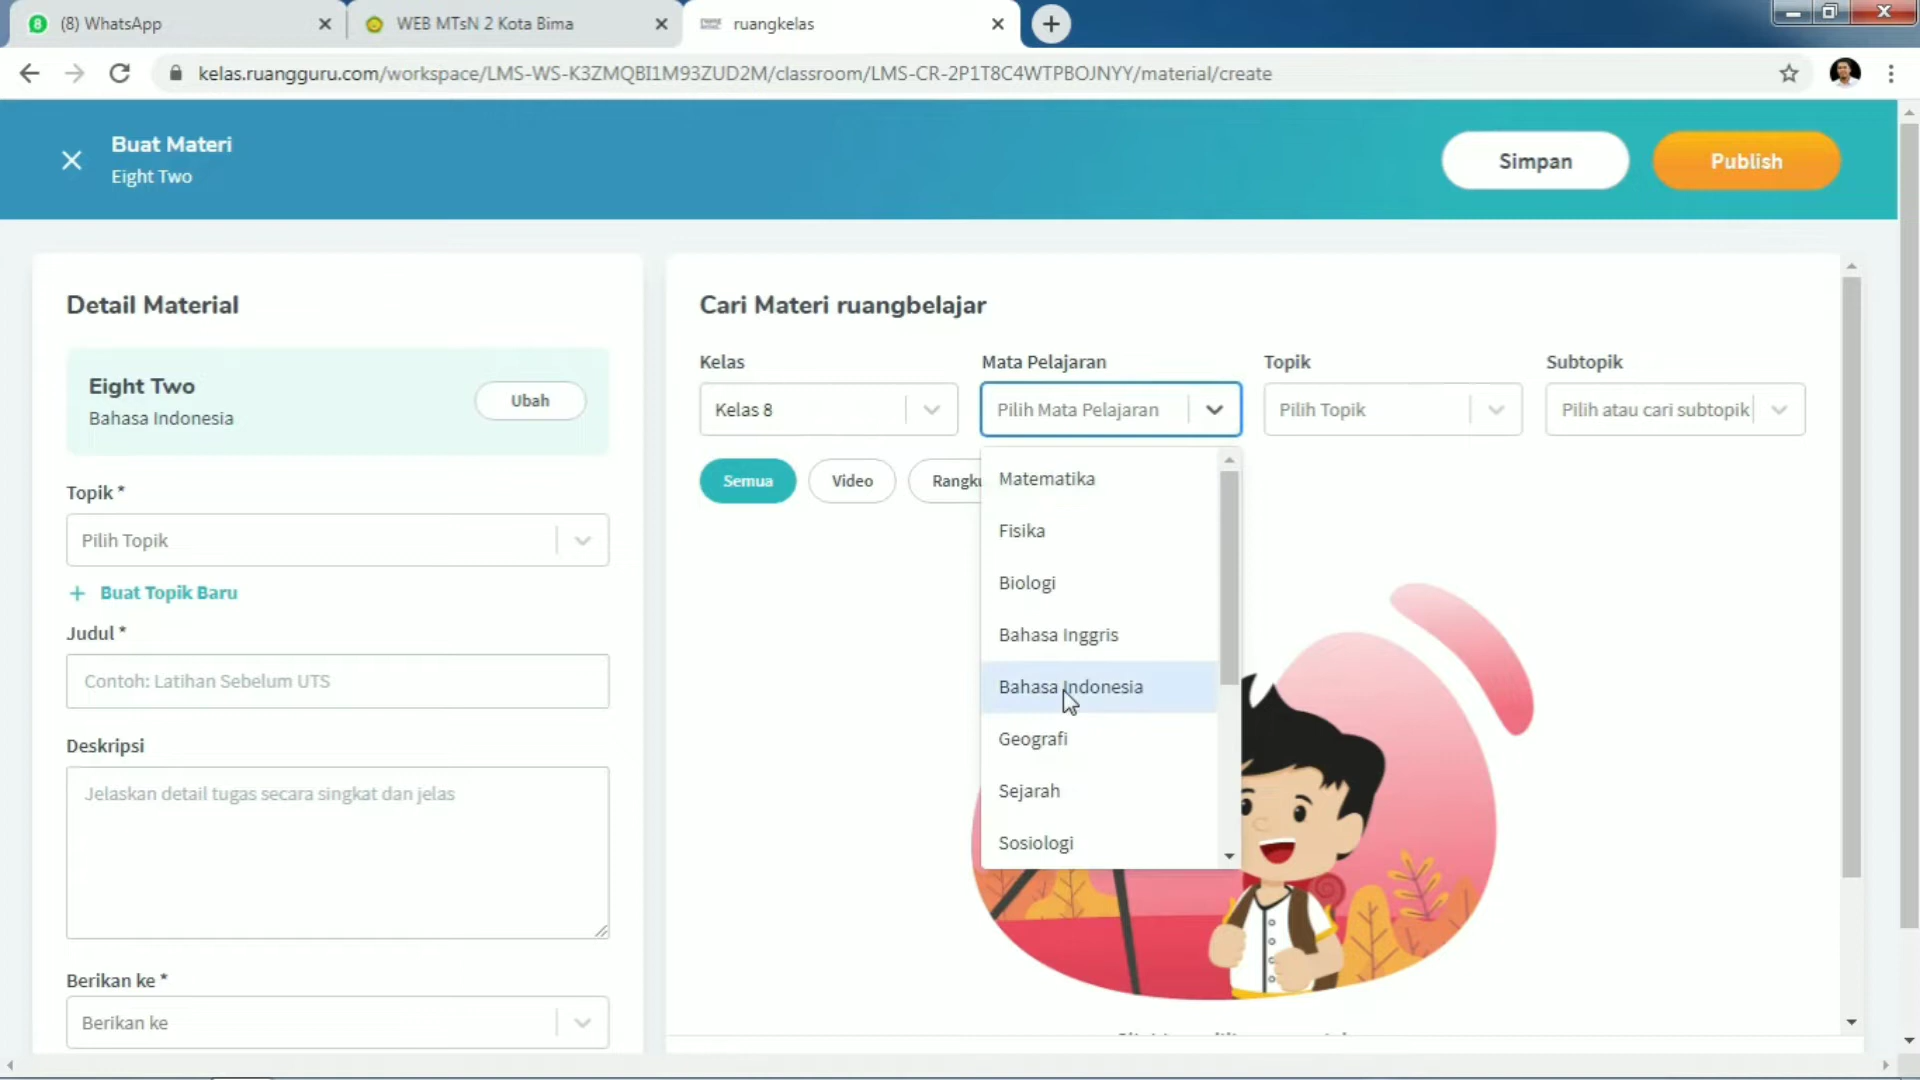 (8) WhatsApp
WEB MTsN 2 Kota Bima
ruangkelas
kelas.ruangguru.com/workspace/LMS-WS-K3ZMQBI1M93ZUD2M/classroom/LMS-CR-2P1T8C4WTPBOJNYY/material/create
Buat Materi
Eight Two
Simpan
Publish
Detail Material
Eight Two
Bahasa Indonesia
Ubah
Topik *
Pilih Topik
+ Buat Topik Baru
Judul *
Contoh: Latihan Sebelum UTS
Deskripsi
Jelaskan detail tugas secara singkat dan jelas
Berikan ke *
Berikan ke
Cari Materi ruangbelajar
Kelas
Mata Pelajaran
Topik
Subtopik
Kelas 8
Pilih Mata Pelajaran
Pilih Topik
Pilih atau cari subtopik
Semua
Video
Rangku
Matematika
Fisika
Biologi
Bahasa Inggris
Bahasa Indonesia
Geografi
Sejarah
Sosiologi